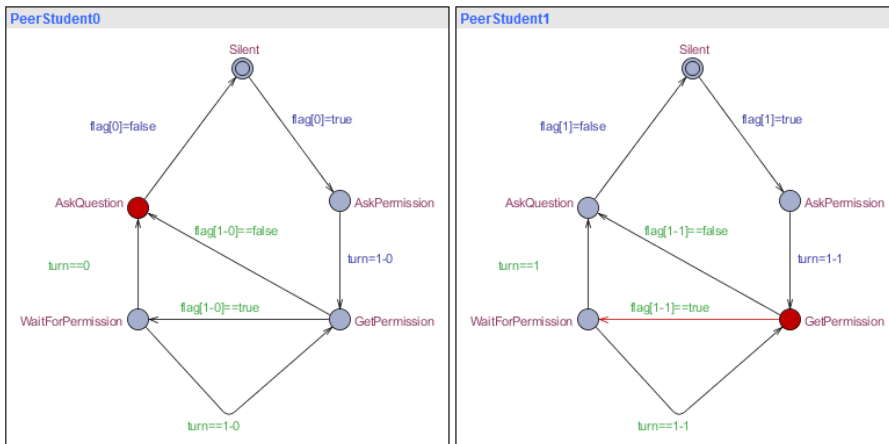 PeerStudent0
Silent
flag[0]=false
flag[0]=true
AskQuestion
AskPermission
flag[1-0]==false
turn==0
turn=1-0
flag[1-0]==true
WaitForPermission
GetPermission
turn==1-0
PeerStudent1
Silent
flag[1]=false
flag[1]=true
AskQuestion
AskPermission
flag[1-1]==false
turn==1
turn=1-1
flag[1-1]==true
WaitForPermission
GetPermission
turn==1-1